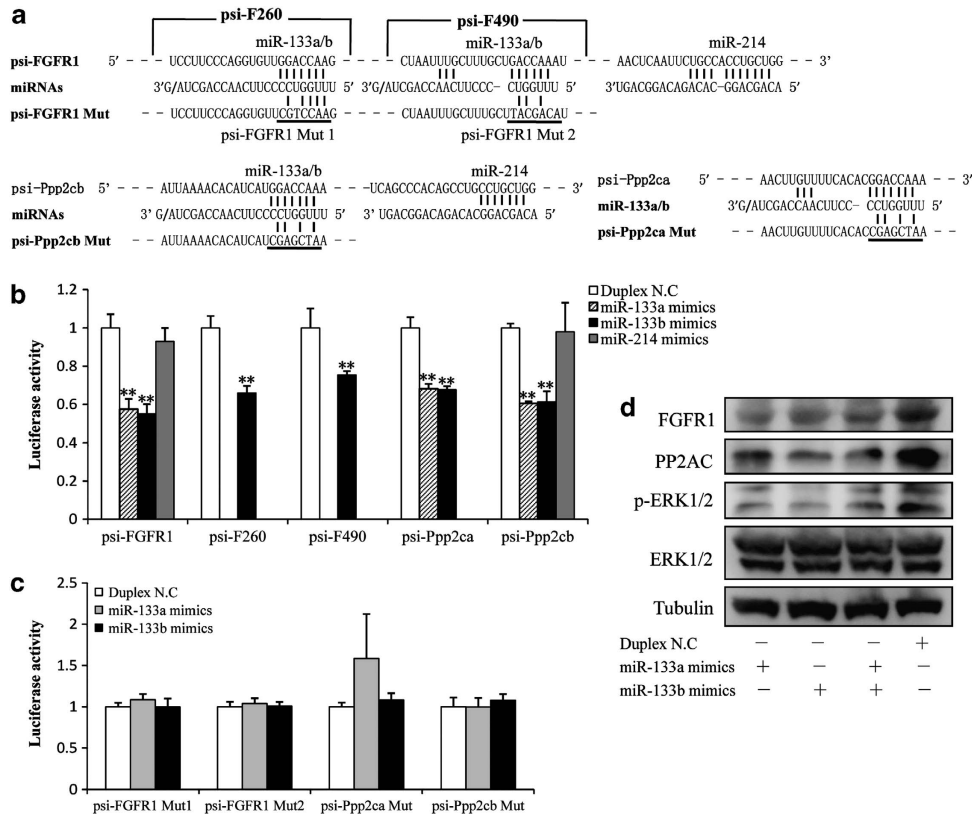 a
psi-F260 psi-F490
miR-133a/b miR-133a/b miR-214
psi-FGFR1 5′ - - - UCCUUCCCAGGUGUUGGACCAAG - - - CUAAUUUGCUUUGCUGACCAAAU - - - AACUCAAUUCUGCCACCUGCUGG - - 3′
miRNAs 3′G/AUCGACCAACUUCCCCUGGUUU 5′ 3′G/AUCGACCAACUUCCC- CUGGUUU 5′ 3′UGACGGCAGACAC-GGACGACA 5′
psi-FGFR1 Mut - - UCCUUCCCAGGUGUUCGTCCAAG - - - - CUAAUUUGCUUUGCUTACGACAU - - -
psi-FGFR1 Mut 1 psi-FGFR1 Mut 2
miR-133a/b miR-214
psi-Ppp2cb 5′ - - - AUUAAAACACAUCAUGGACCAAA - - - UCAGCCCACAGCCUGCCUGCUGG - - - 3′
miRNAs 3′ G/AUCGACCAACUUCCCCUGGUUU 5′ 3′ UGACGGCAGACACGGACGACA 5′
psi-Ppp2cb Mut - - AUUAAAACACAUCAUCGAGCTAA - -
psi-Ppp2ca 5′ - - - AACUUGUUUUCACACGGACCAAA - - - 3′
miR-133a/b 3′G/AUCGACCAACUUCC- CCUGGUUU 5′
psi-Ppp2ca Mut - - AACUUGUUUUCACACCGAGCTAA - - -
b
Luciferase activity
1.2
1
0.8
0.6
0.4
0.2
0
Duplex N.C
miR-133a mimics
miR-133b mimics
miR-214 mimics
** ** ** ** ** ** ** **
psi-FGFR1 psi-F260 psi-F490 psi-Ppp2ca psi-Ppp2cb
c
Luciferase activity
2.5
2
1.5
1
0.5
0
Duplex N.C
miR-133a mimics
miR-133b mimics
psi-FGFR1 Mut1 psi-FGFR1 Mut2 psi-Ppp2ca Mut psi-Ppp2cb Mut
d
FGFR1
PP2AC
p-ERK1/2
ERK1/2
Tubulin
Duplex N.C − − − +
miR-133a mimics + − + −
miR-133b mimics − + + −